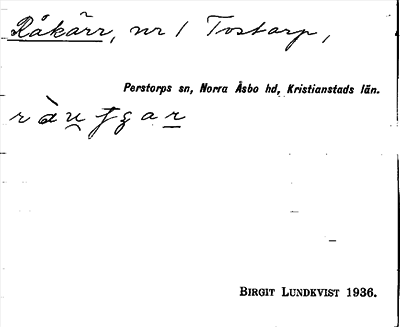 Råkärr, nr 1 Tostarp,
Perstorps sn, Norra Åsbo hd, Kristianstads län.
BIRGIT LUNDKVIST 1936.